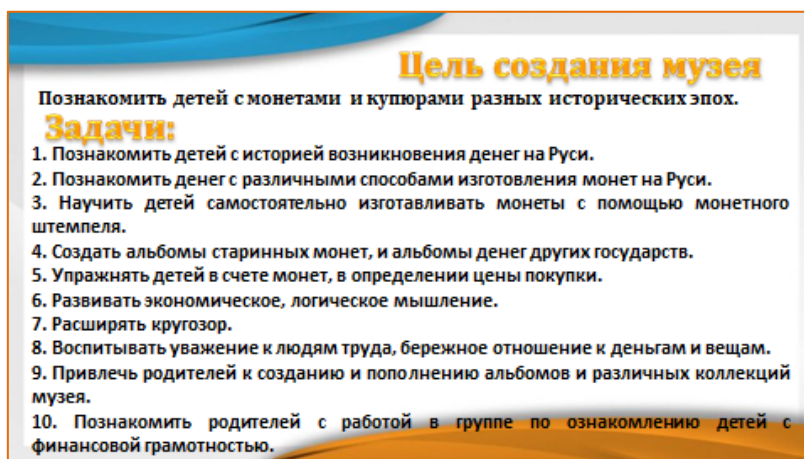 Цель создания музея
Познакомить детей с монетами и купюрами разных исторических эпох.
Задачи:
1. Познакомить детей с историей возникновения денег на Руси.
2. Познакомить денег с различными способами изготовления монет на Руси.
3. Научить детей самостоятельно изготавливать монеты с помощью монетного
штемпеля.
4. Создать альбомы старинных монет, и альбомы денег других государств.
5. Упражнять детей в счете монет, в определении цены покупки.
6. Развивать экономическое, логическое мышление.
7. Расширять кругозор.
8. Воспитывать уважение к людям труда, бережное отношение к деньгам и вещам.
9. Привлечь родителей к созданию и пополнению альбомов и различных коллекций
музея.
10. Познакомить родителей с работой в группе по ознакомлению детей с
финансовой грамотностью.